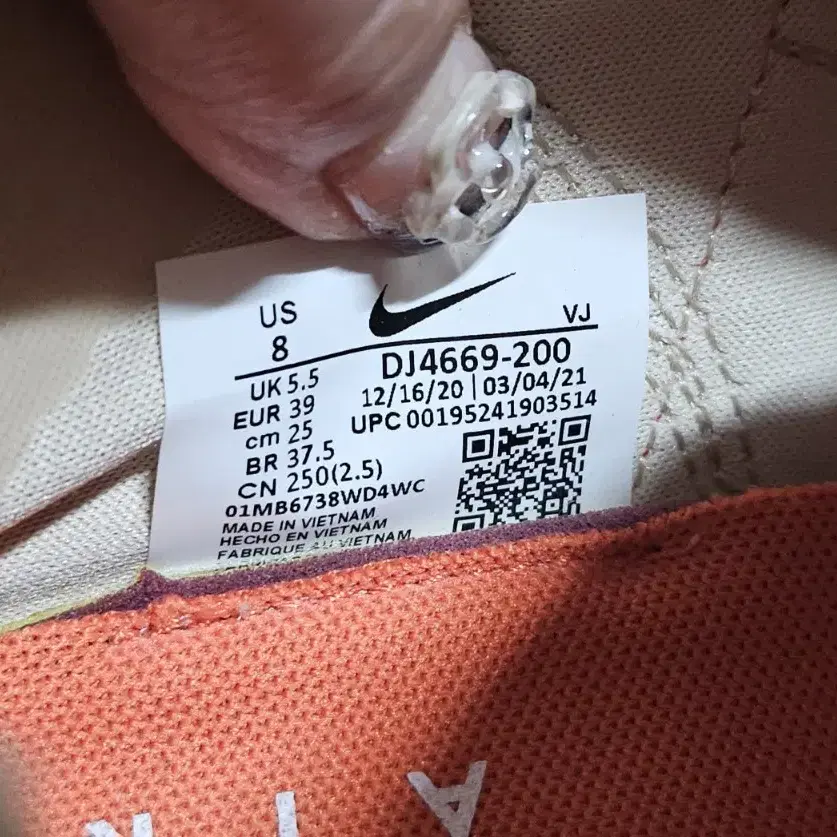 US
8
VJ
DJ4669-200
12/16/20 | 03/04/21
UPC 00195241903514
UK 5.5
EUR 39
cm 25
BR 37.5
CN 250(2.5)
01MB6738WD4WC
MADE IN VIETNAM
HECHO EN VIETNAM
FABRIQUE AU VIETNAM
AIR